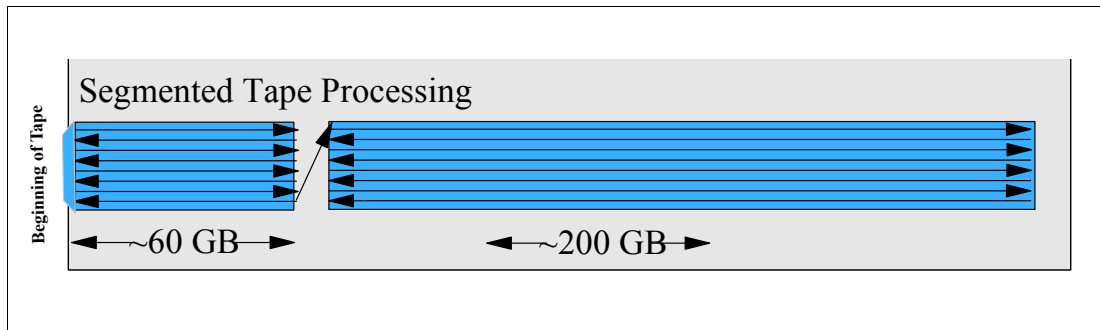 Segmented Tape Processing
Beginning of Tape
~60 GB
~200 GB